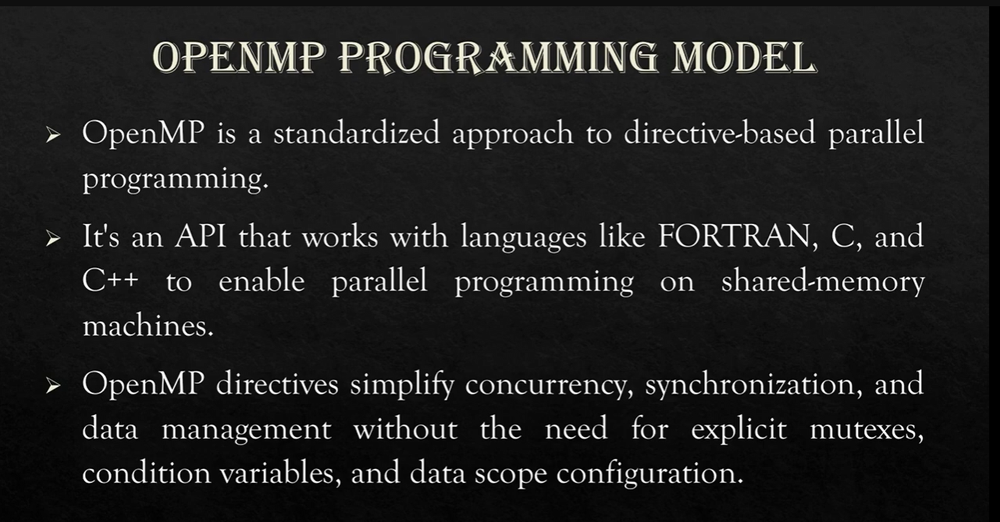 OPENMP PROGRAMMING MODEL
OpenMP is a standardized approach to directive-based parallel
programming.
It's an API that works with languages like FORTRAN, C, and
C++ to enable parallel programming on shared-memory
machines.
OpenMP directives simplify concurrency, synchronization, and
data management without the need for explicit mutexes,
condition variables, and data scope configuration.